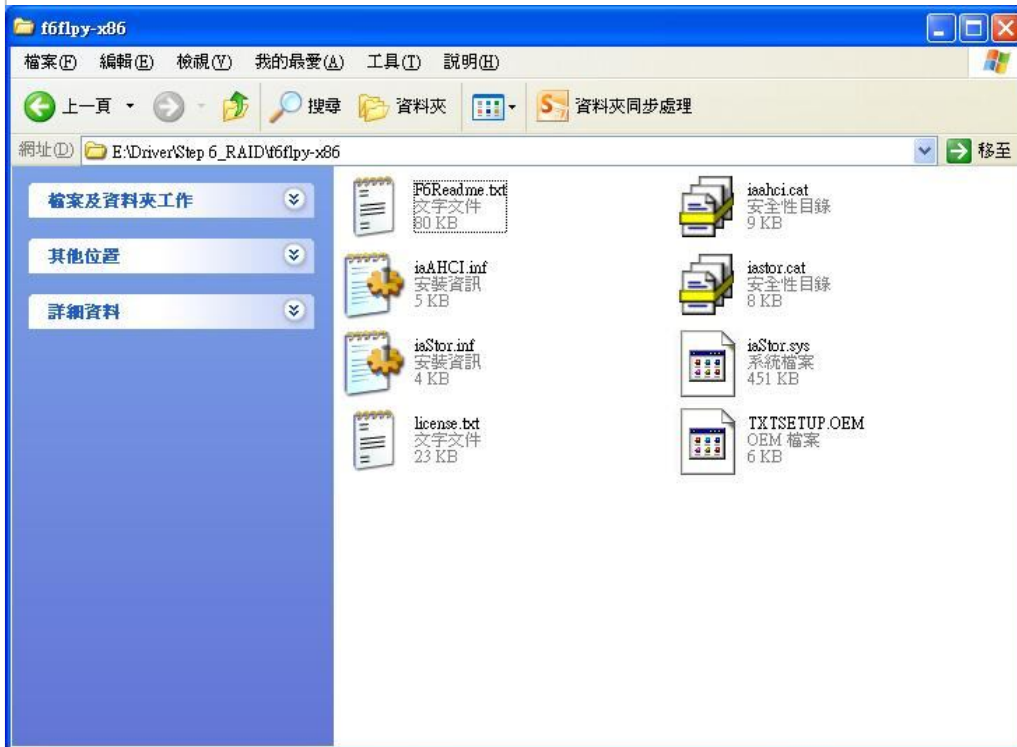 f6flpy-x86
檔案(F) 編輯(E) 檢視(V) 我的最愛(A) 工具(T) 說明(H)
上一頁 搜尋 資料夾 資料夾同步處理
網址(D) E:\Driver\Step 6_RAID\f6flpy-x86 移至
檔案及資料夾工作
其他位置
詳細資料
F6Readme.txt
文字文件
80 KB
iaahci.cat
安全性目錄
9 KB
iaAHCI.inf
安裝資訊
5 KB
iastor.cat
安全性目錄
8 KB
iaStor.inf
安裝資訊
4 KB
iaStor.sys
系統檔案
451 KB
license.txt
文字文件
23 KB
TXTSETUP.OEM
OEM 檔案
6 KB